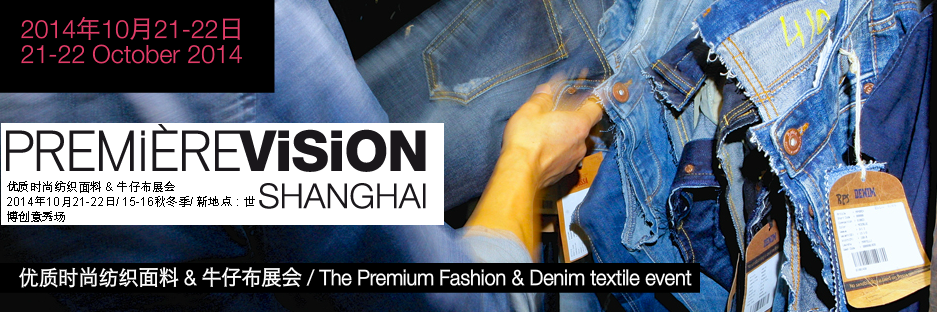 2014年10月21-22日
21-22 October 2014
PREMiÈREViSiON
SHANGHAI
优质时尚纺织面料 & 牛仔布展会
2014年10月21-22日/ 15-16秋冬季/ 新地点：世
博创意秀场
优质时尚纺织面料 & 牛仔布展会 / The Premium Fashion & Denim textile event
410
DENIM
DENIM